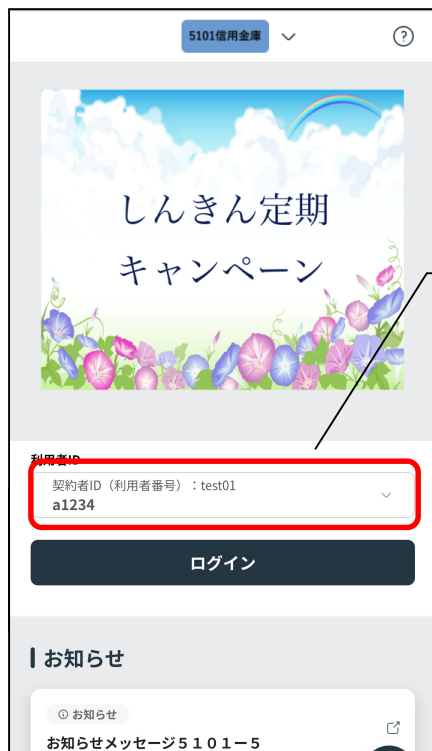 5101信用金庫
?
しんきん定期
キャンペーン
利用者ID
契約者ID（利用者番号）：test01
a1234
ログイン
お知らせ
お知らせ
お知らせメッセージ５１０１－５